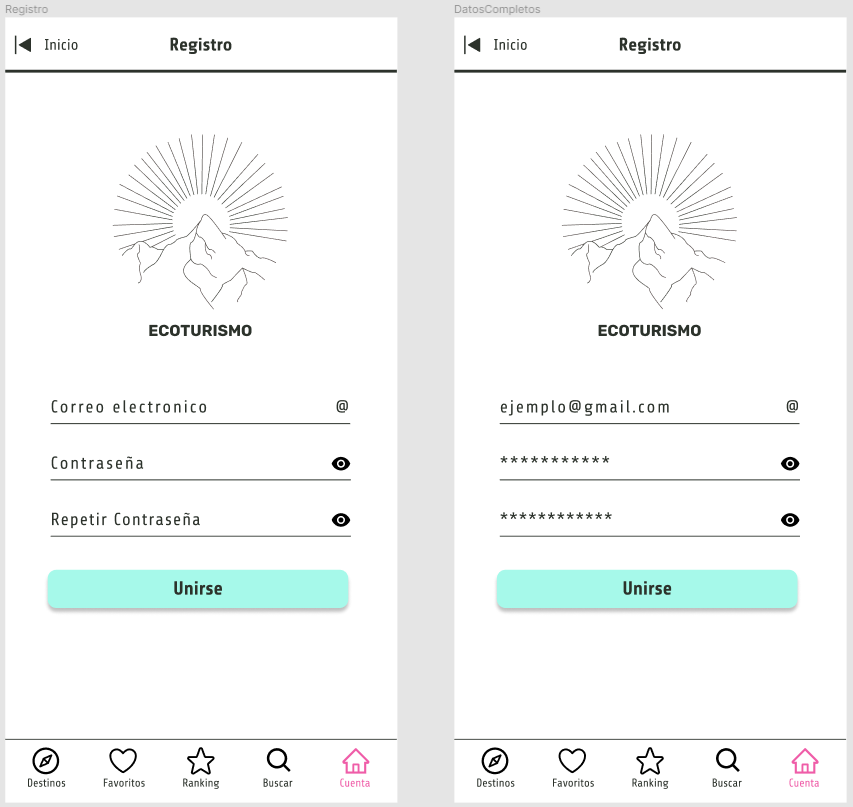 Registro
Inicio Registro
ECOTURISMO
Correo electronico @
Contraseña
Repetir Contraseña
Unirse
Destinos Favoritos Ranking Buscar Cuenta
DatosCompletos
Inicio Registro
ECOTURISMO
ejemplo@gmail.com @
***********
************
Unirse
Destinos Favoritos Ranking Buscar Cuenta